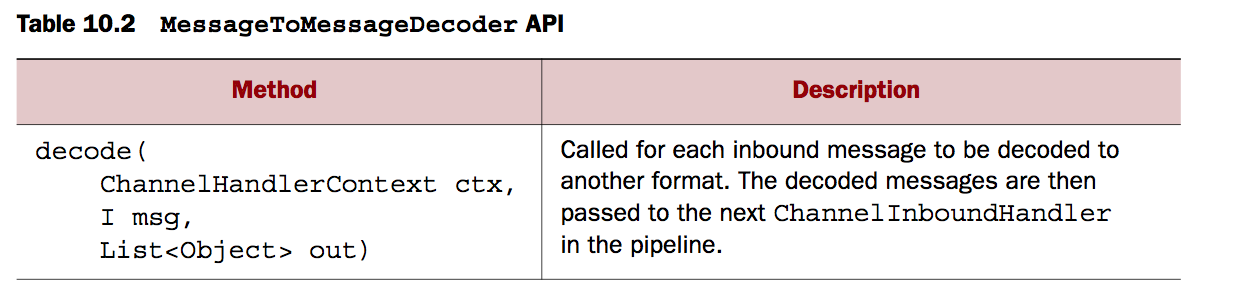 Table 10.2 MessageToMessageDecoder API
Method
Description
decode(
ChannelHandlerContext ctx,
I msg,
List<Object> out)
Called for each inbound message to be decoded to
another format. The decoded messages are then
passed to the next ChannelInboundHandler
in the pipeline.